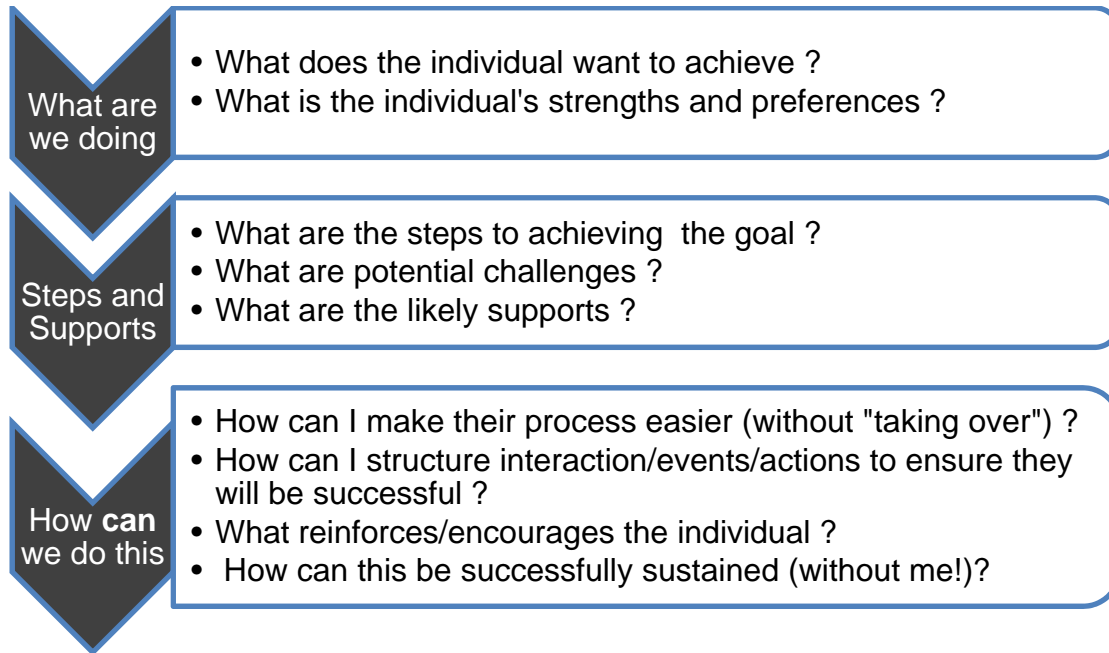 What are
we doing
• What does the individual want to achieve ?
• What is the individual's strengths and preferences ?
Steps and
Supports
• What are the steps to achieving  the goal ?
• What are potential challenges ?
• What are the likely supports ?
How can
we do this
• How can I make their process easier (without "taking over") ?
• How can I structure interaction/events/actions to ensure they
will be successful ?
• What reinforces/encourages the individual ?
•  How can this be successfully sustained (without me!)?